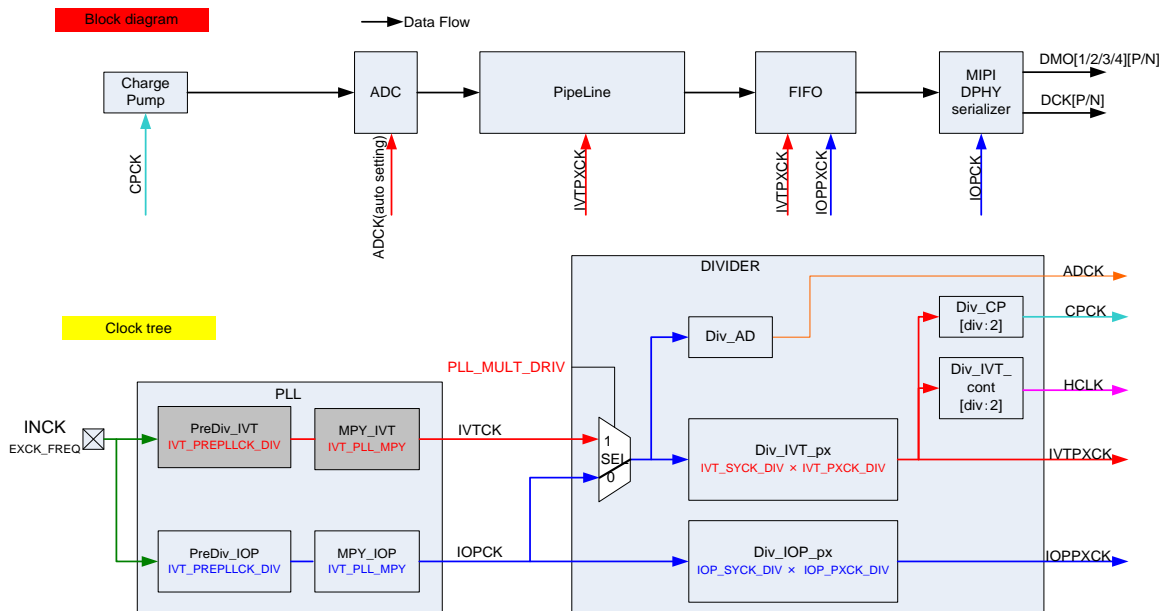 Block diagram
Data Flow
Charge
Pump
ADC
PipeLine
FIFO
MIPI
DPHY
serializer
DMO[1/2/3/4][P/N]
DCK[P/N]
CPCK
ADCK(auto setting)
IVTPXCK
IVTPXCK
IOPPXCK
IOPCK
Clock tree
DIVIDER
ADCK
Div_CP
[div:2]
CPCK
Div_AD
PLL_MULT_DRIV
Div_IVT_
cont
[div:2]
HCLK
PLL
INCK
EXCK_FREQ
PreDiv_IVT
IVT_PREPLLCK_DIV
MPY_IVT
IVT_PLL_MPY
IVTCK
1
SEL
0
Div_IVT_px
IVT_SYCK_DIV × IVT_PXCK_DIV
IVTPXCK
PreDiv_IOP
IVT_PREPLLCK_DIV
MPY_IOP
IVT_PLL_MPY
IOPCK
Div_IOP_px
IOP_SYCK_DIV × IOP_PXCK_DIV
IOPPXCK